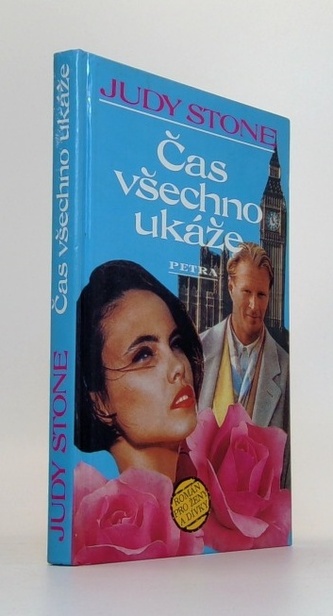 JUDY STONE
Čas
všechno
ukáže
PETRA
ROMÁN
PRO ŽENY
A DÍVKY
JUDY STONE Čas všechno ukáže